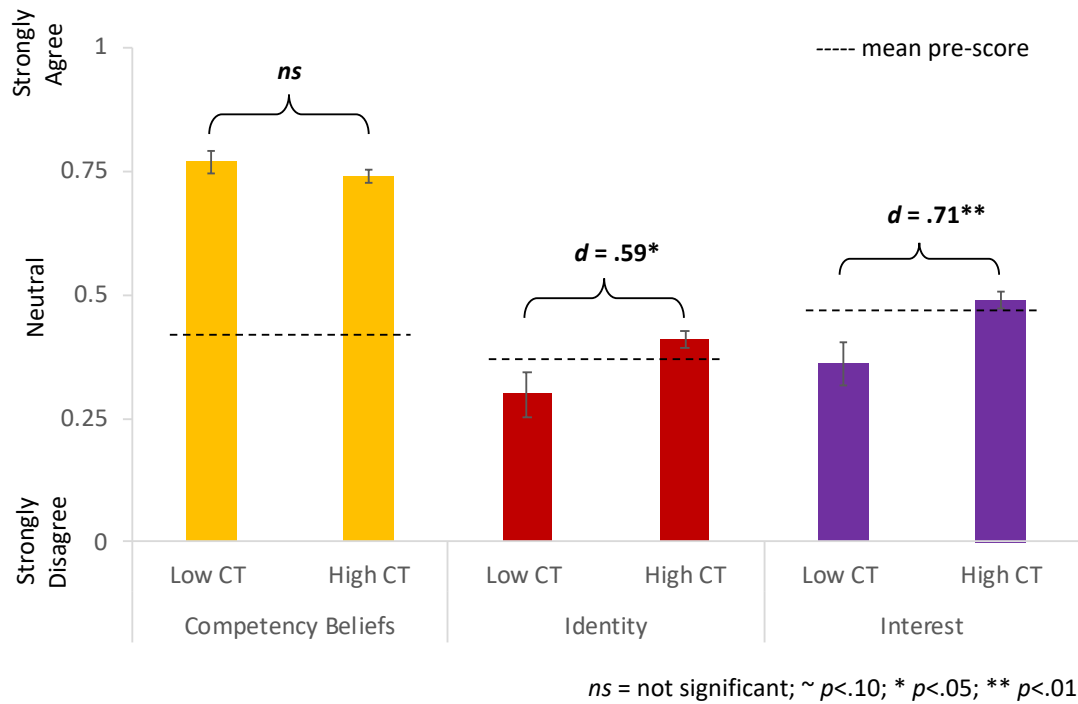 Strongly
Agree
1
----- mean pre-score
ns
0.75
d = .71**
d = .59*
Neutral
0.5
0.25
Strongly
Disagree
0
Low CT High CT Low CT High CT Low CT High CT
Competency Beliefs Identity Interest
ns = not significant; ~ p<.10; * p<.05; ** p<.01